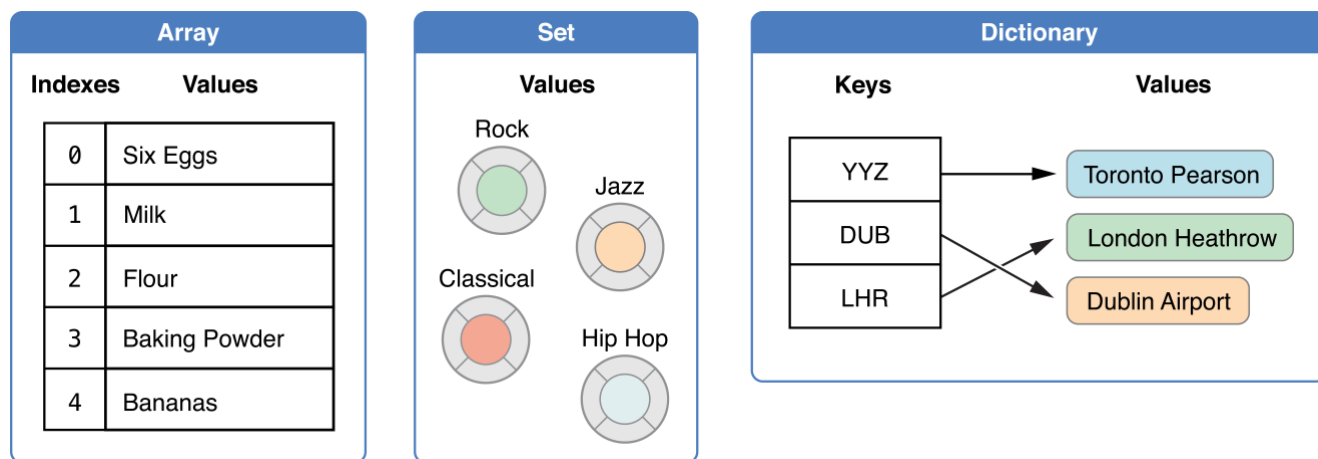 Array
Indexes Values
0 Six Eggs
1 Milk
2 Flour
3 Baking Powder
4 Bananas
Set
Values
Rock
Jazz
Classical
Hip Hop
Dictionary
Keys Values
YYZ Toronto Pearson
DUB London Heathrow
LHR Dublin Airport